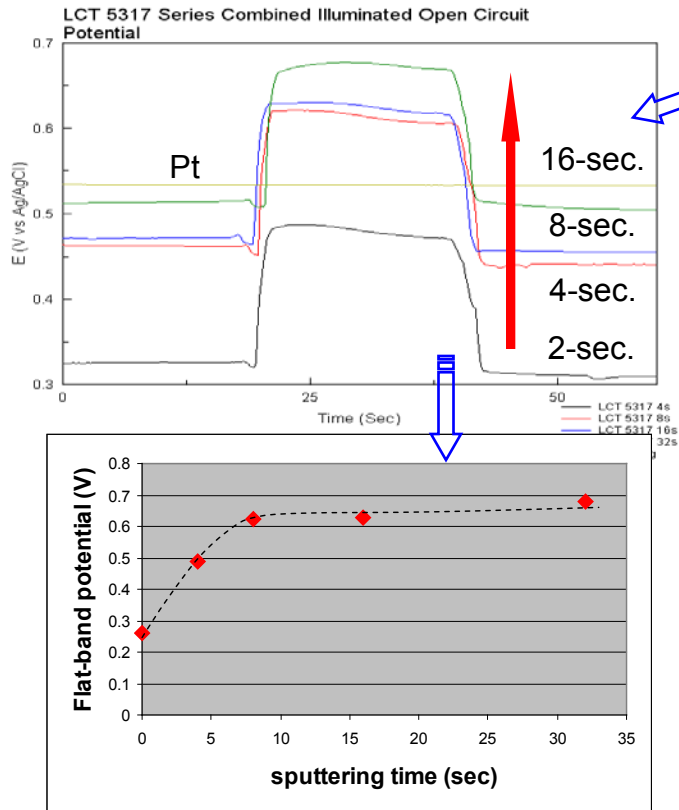 LCT 5317 Series Combined Illuminated Open Circuit
Potential
0.7
0.6
0.5
0.4
0.3
E (V vs Ag/AgCl)
Pt
16-sec.
8-sec.
4-sec.
2-sec.
0
25
50
Time (Sec)
LCT 5317 4s
LCT 5317 8s
LCT 5317 16s
32s
0.8
0.7
0.6
0.5
0.4
0.3
0.2
0.1
0
Flat-band potential (V)
0 5 10 15 20 25 30 35
sputtering time (sec)